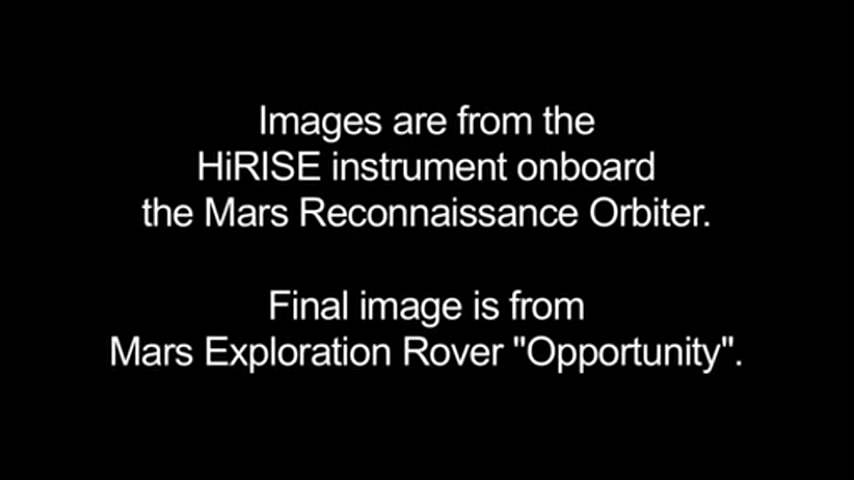 Images are from the
HiRISE instrument onboard
the Mars Reconnaissance Orbiter.
Final image is from
Mars Exploration Rover "Opportunity".